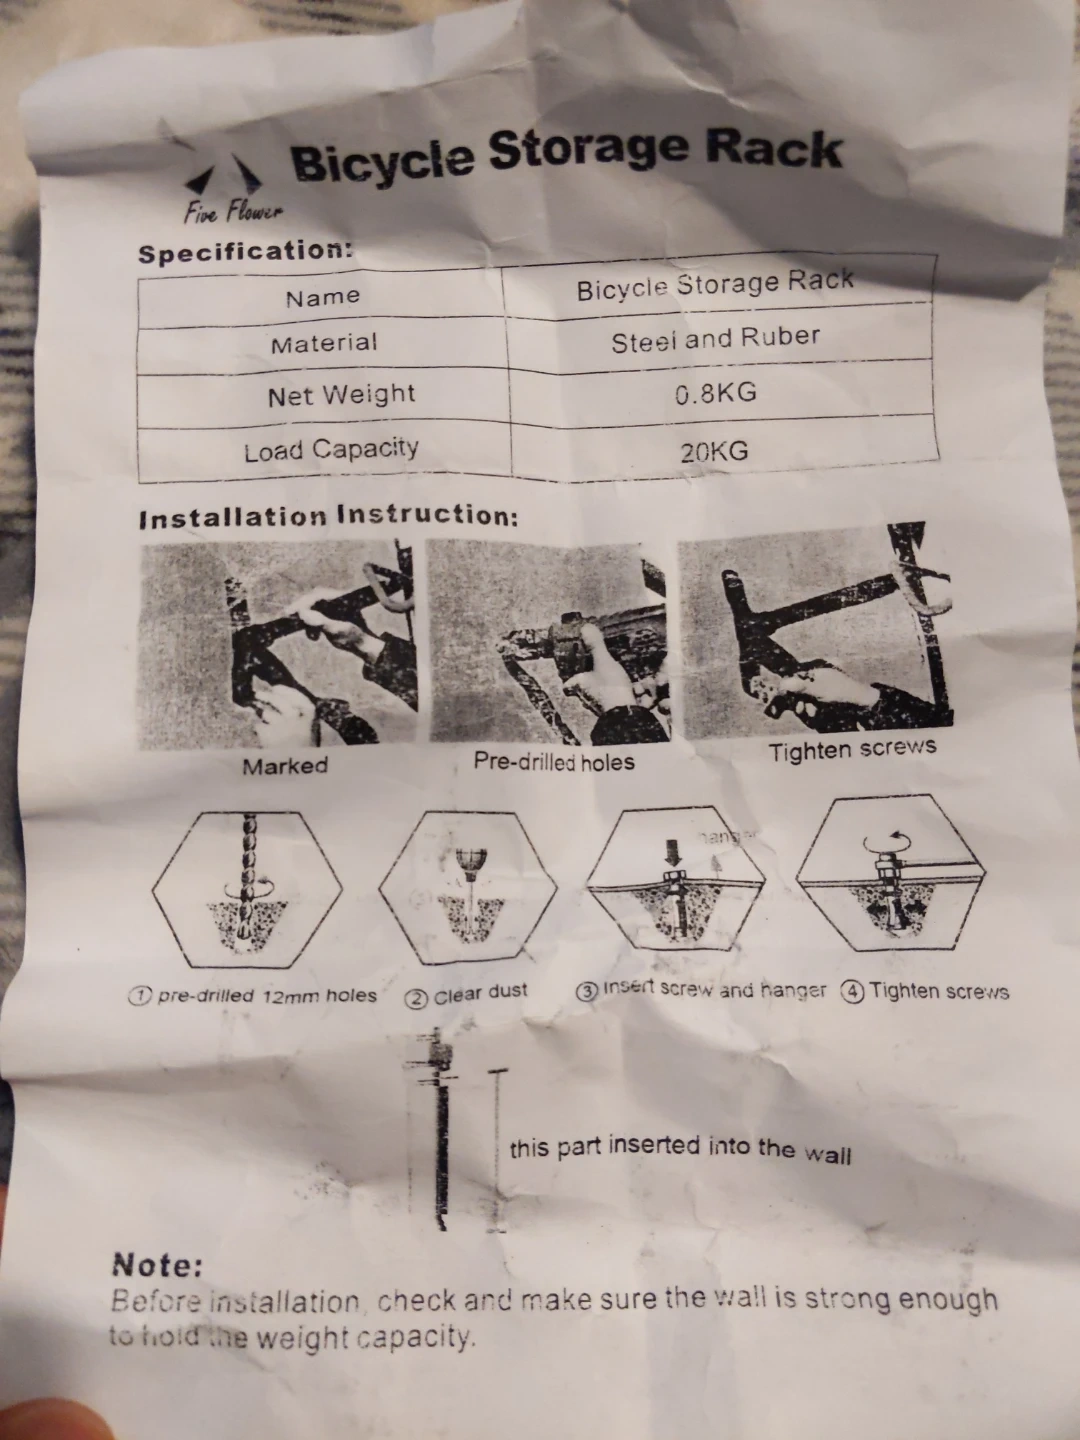 Bicycle Storage Rack
Five Flower
Specification:
Name Bicycle Storage Rack
Material Steel and Ruber
Net Weight 0.8KG
Load Capacity 20KG
Installation Instruction:
Marked Pre-drilled holes Tighten screws
hanger
① pre-drilled 12mm holes ② Clear dust ③ Insert screw and hanger ④ Tighten screws
this part inserted into the wall
Note:
Before installation, check and make sure the wall is strong enough
to hold the weight capacity.